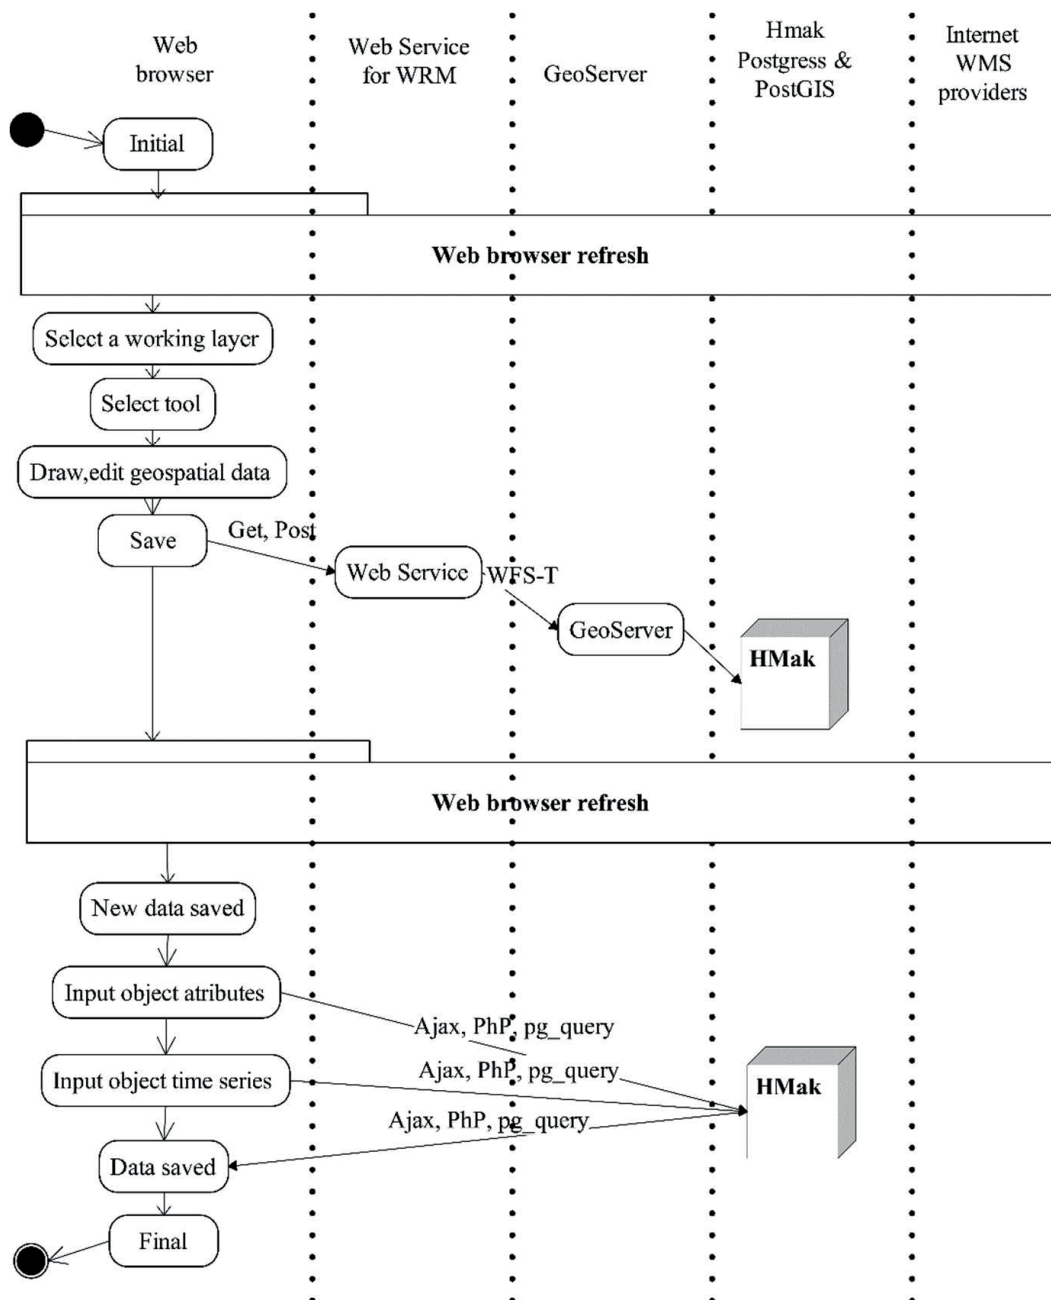 Web
browser
Web Service
for WRM
GeoServer
Hmak
Postgress &
PostGIS
Internet
WMS
providers
Initial
Web browser refresh
Select a working layer
Select tool
Draw,edit geospatial data
Save
Get, Post
Web Service
WFS-T
GeoServer
HMak
Web browser refresh
New data saved
Input object atributes
Ajax, PhP, pg_query
Input object time series
Ajax, PhP, pg_query
HMak
Ajax, PhP, pg_query
Data saved
Final